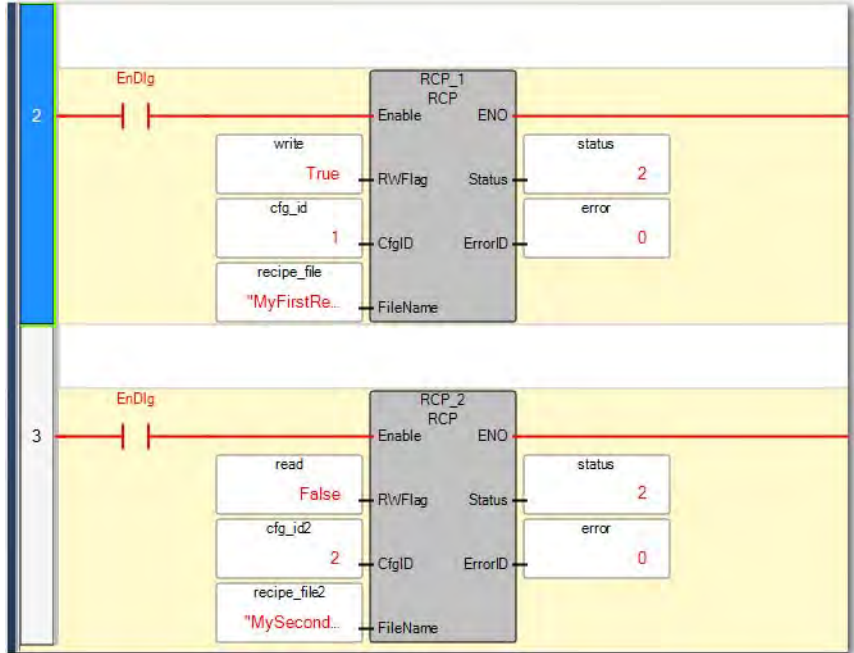 EnDlg
RCP_1
RCP
2
Enable ENO
write
True
RWFlag
status
2
Status
cfg_id
1
CfgID
error
0
ErrorID
recipe_file
"MyFirstRe...
FileName
EnDlg
RCP_2
RCP
3
Enable ENO
read
False
RWFlag
status
2
Status
cfg_id2
2
CfgID
error
0
ErrorID
recipe_file2
"MySecond...
FileName